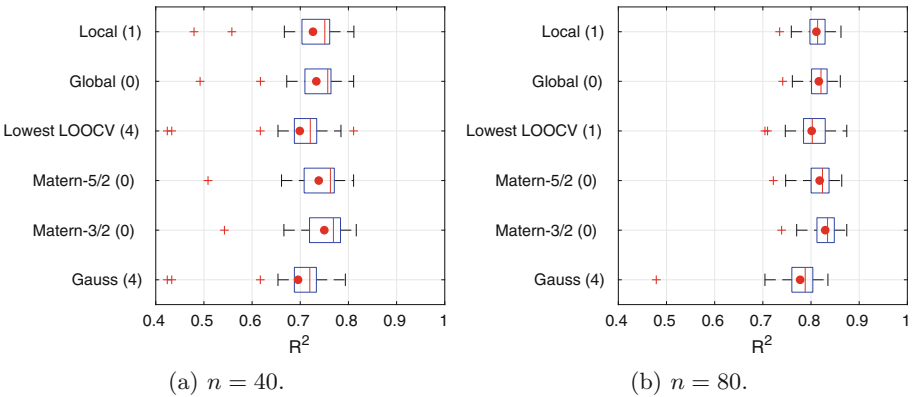 Local (1)
Global (0)
Lowest LOOCV (4)
Matern-5/2 (0)
Matern-3/2 (0)
Gauss (4)
0.4 0.5 0.6 0.7 0.8 0.9 1
R²
(a) n = 40.
Local (1)
Global (0)
Lowest LOOCV (1)
Matern-5/2 (0)
Matern-3/2 (0)
Gauss (4)
0.4 0.5 0.6 0.7 0.8 0.9 1
R²
(b) n = 80.